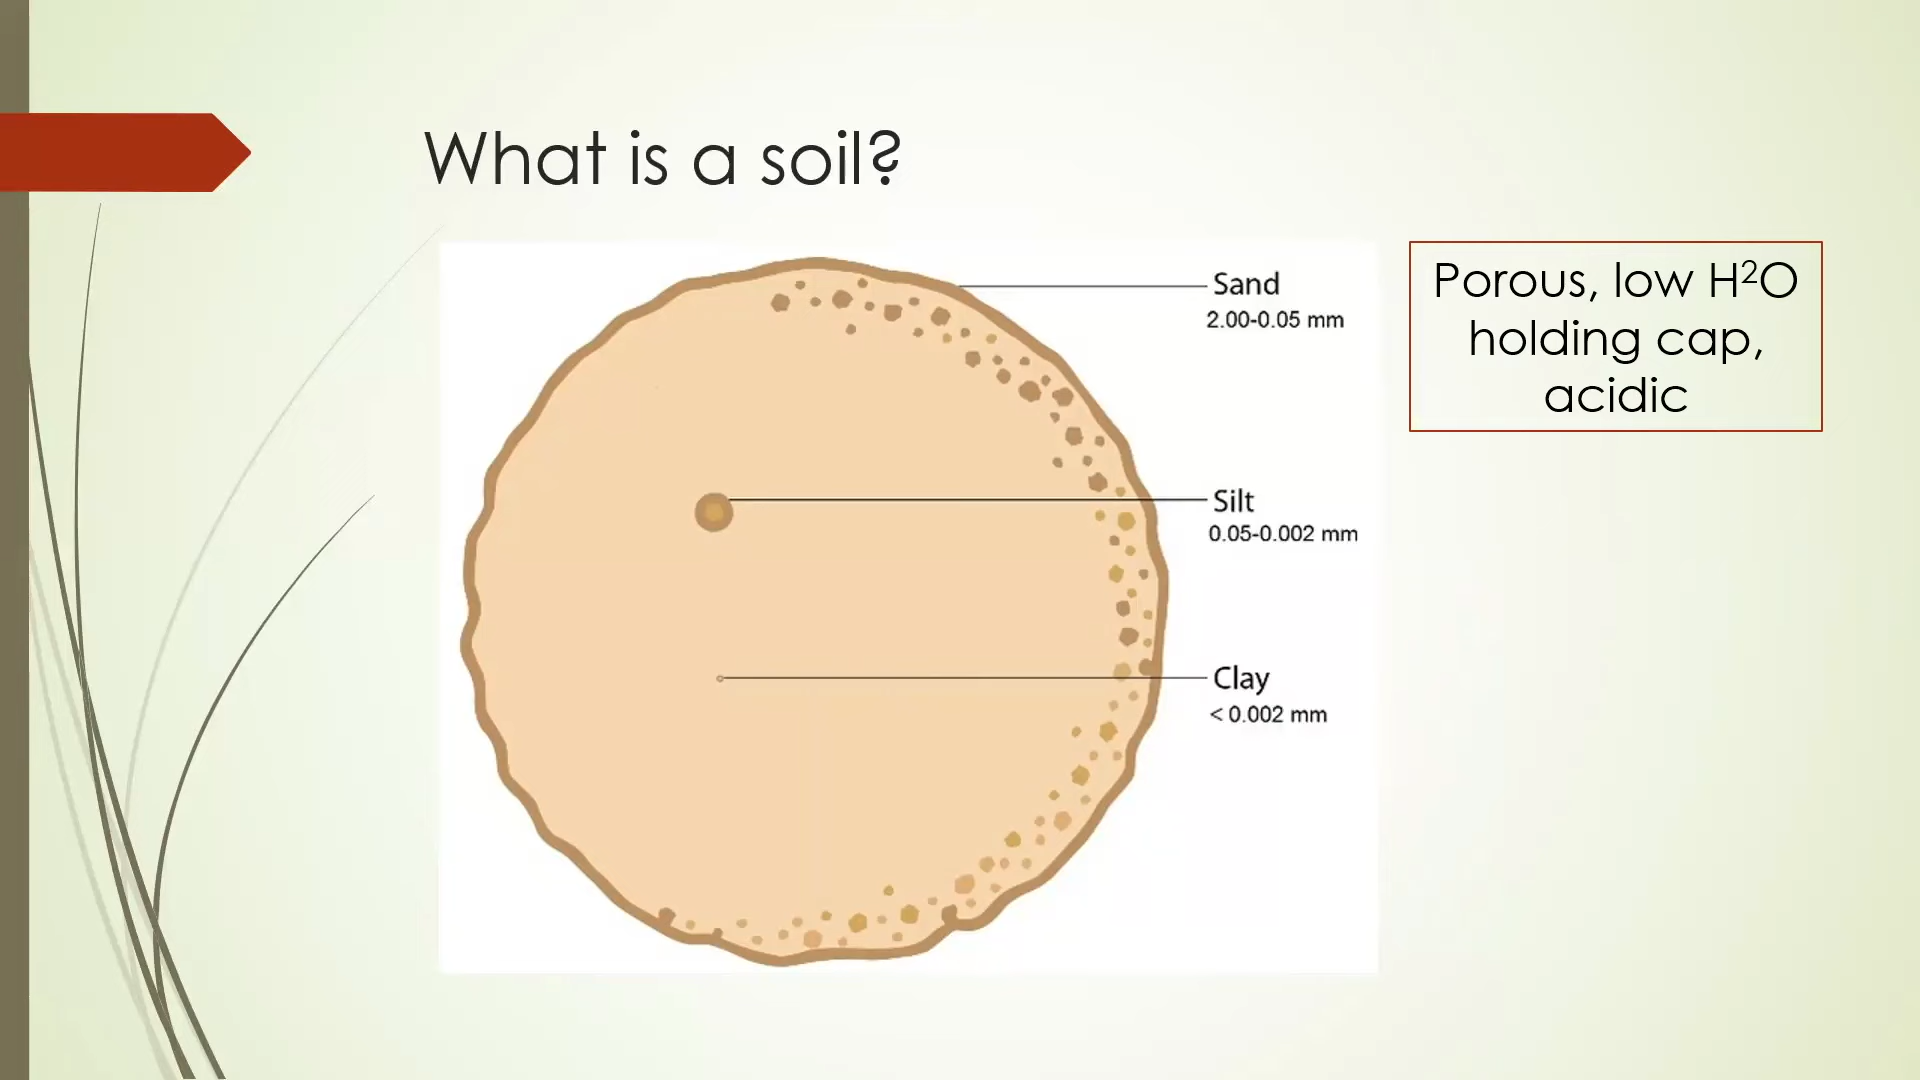 What is a soil?
Sand
2.00-0.05 mm
Porous, low H²O
holding cap,
acidic
Silt
0.05-0.002 mm
Clay
< 0.002 mm